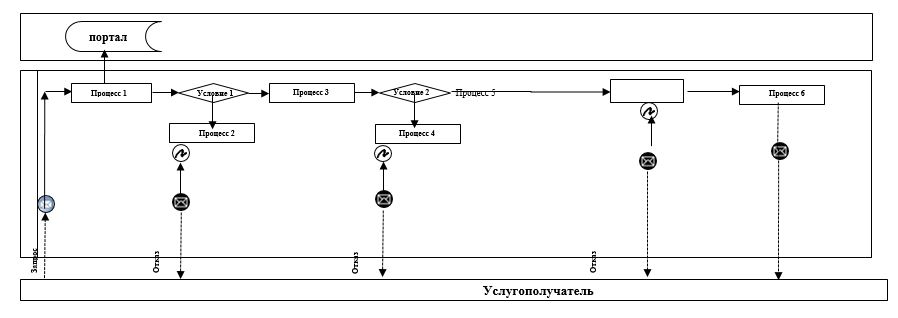 портал
Процесс 1
Условие 1
Процесс 3
Условие 2
Процесс 5
Процесс 6
Процесс 2
Процесс 4
Запрос
Отказ
Отказ
Отказ
Услугополучатель